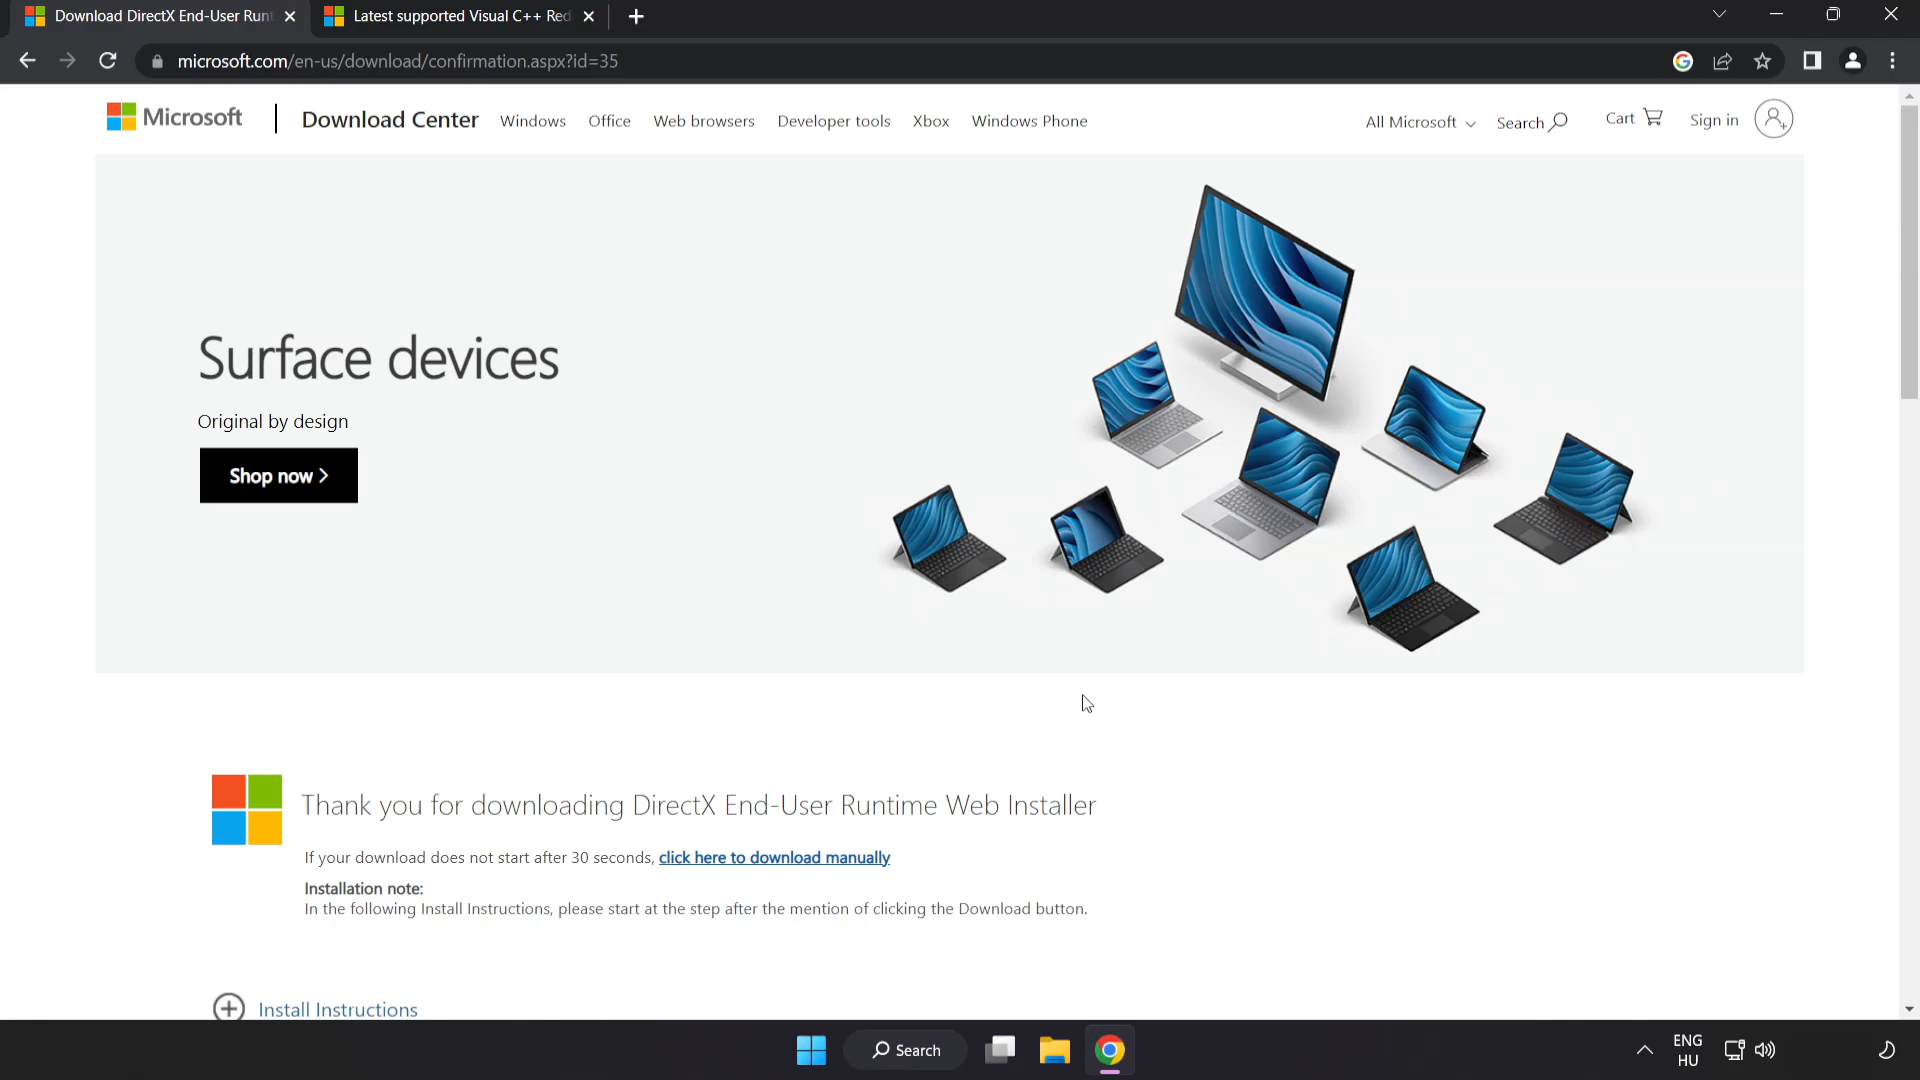 Download DirectX End-User Runt
Latest supported Visual C++ Red
microsoft.com/en-us/download/confirmation.aspx?id=35
Microsoft
Download Center
Windows
Office
Web browsers
Developer tools
Xbox
Windows Phone
All Microsoft
Search
Cart
Sign in
Surface devices
Original by design
Shop now
Thank you for downloading DirectX End-User Runtime Web Installer
If your download does not start after 30 seconds, click here to download manually
Installation note:
In the following Install Instructions, please start at the step after the mention of clicking the Download button.
Install Instructions
Search
ENG
HU